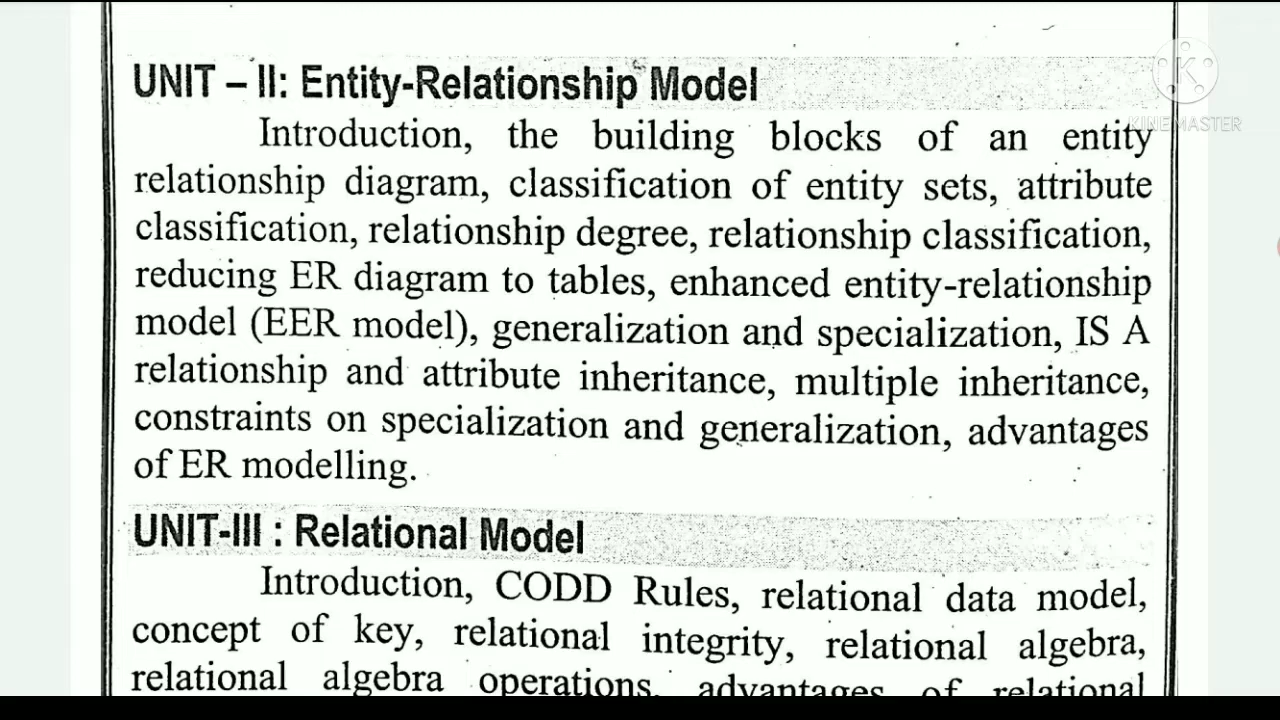 UNIT – II: Entity-Relationship Model
KINEMASTER
Introduction, the building blocks of an entity
relationship diagram, classification of entity sets, attribute
classification, relationship degree, relationship classification,
reducing ER diagram to tables, enhanced entity-relationship
model (EER model), generalization and specialization, IS A
relationship and attribute inheritance, multiple inheritance,
constraints on specialization and generalization, advantages
of ER modelling.
UNIT-III : Relational Model
Introduction, CODD Rules, relational data model,
concept of key, relational integrity, relational algebra,
relational algebra operations, advantages of relational